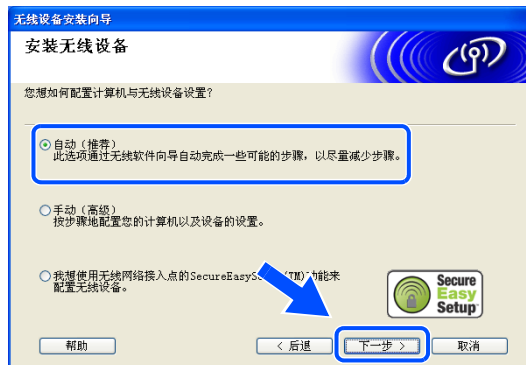 无线设备安装向导
安装无线设备
您想如何配置计算机与无线设备设置？
自动（推荐）
此选项通过无线软件向导自动完成一些可能的步骤，以尽量减少步骤。
手动（高级）
按步骤地配置您的计算机以及设备的设置。
我想使用无线网络接入点的SecureEasyS (TM)功能来
配置无线设备。
Secure
Easy
Setup
帮助
< 后退
下一步 >
取消